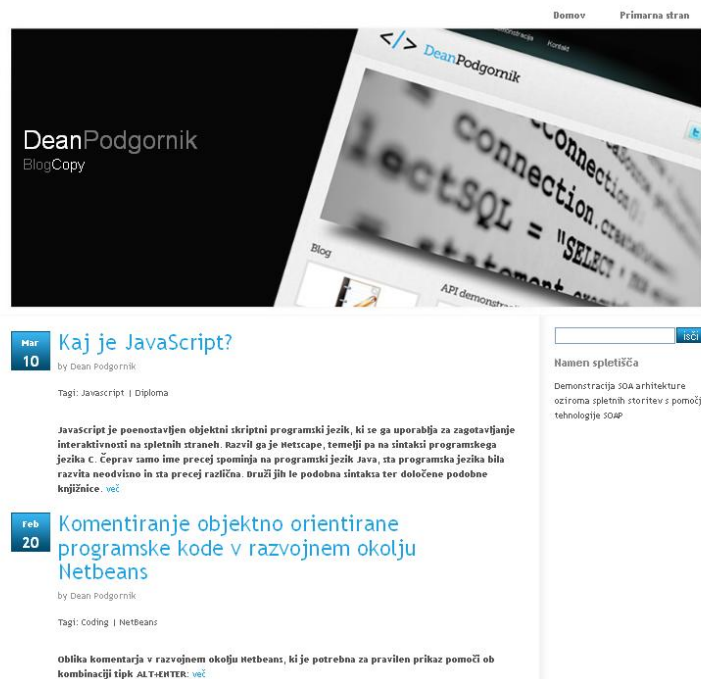 Domov Primarna stran
</> DeanPodgornik
Kontakt
DeanPodgornik
BlogCopy
connection
connection.
lectSQL = "SELECT
Blog
Mar
10
Kaj je JavaScript?
by Dean Podgornik
Tagi: Javascript | Diploma
JavaScript je poenostavljen objektni skriptni programski jezik, ki se ga uporablja za zagotavljanje
interaktivnosti na spletnih straneh. Razvil ga je Netscape, temelji pa na sintaksi programskega
jezika C. Čeprav samo ime precej spominja na programski jezik Java, sta programska jezika bila
razvita neodvisno in sta precej različna. Druži jih le podobna sintaksa ter določene podobne
knjižnice. več
Feb
20
Komentiranje objektno orientirane
programske kode v razvojnem okolju
Netbeans
by Dean Podgornik
Tagi: Coding | NetBeans
Oblika komentarja v razvojnem okolju Netbeans, ki je potrebna za pravilen prikaz pomoči ob
kombinaciji tipk ALT+ENTER: več
išči
Namen spletišča
Demonstracija SOA arhitekture
oziroma spletnih storitev s pomočj
tehnologije SOAP